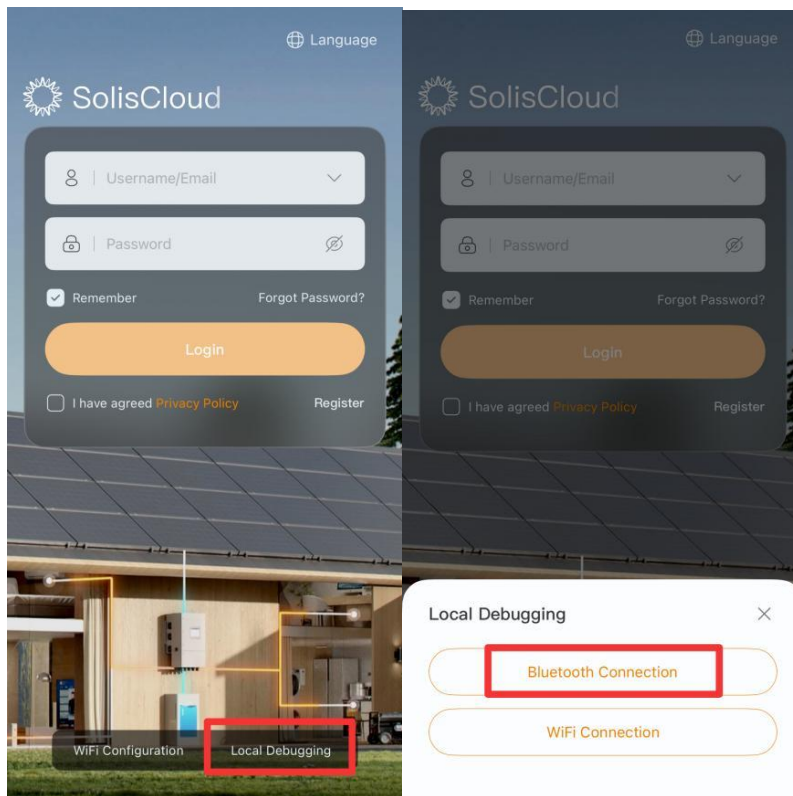 Language
SolisCloud
Username/Email
Password
Remember Forgot Password?
Login
I have agreed Privacy Policy Register
WiFi Configuration Local Debugging
Language
SolisCloud
Username/Email
Password
Remember Forgot Password?
Login
I have agreed Privacy Policy Register
Local Debugging
Bluetooth Connection
WiFi Connection